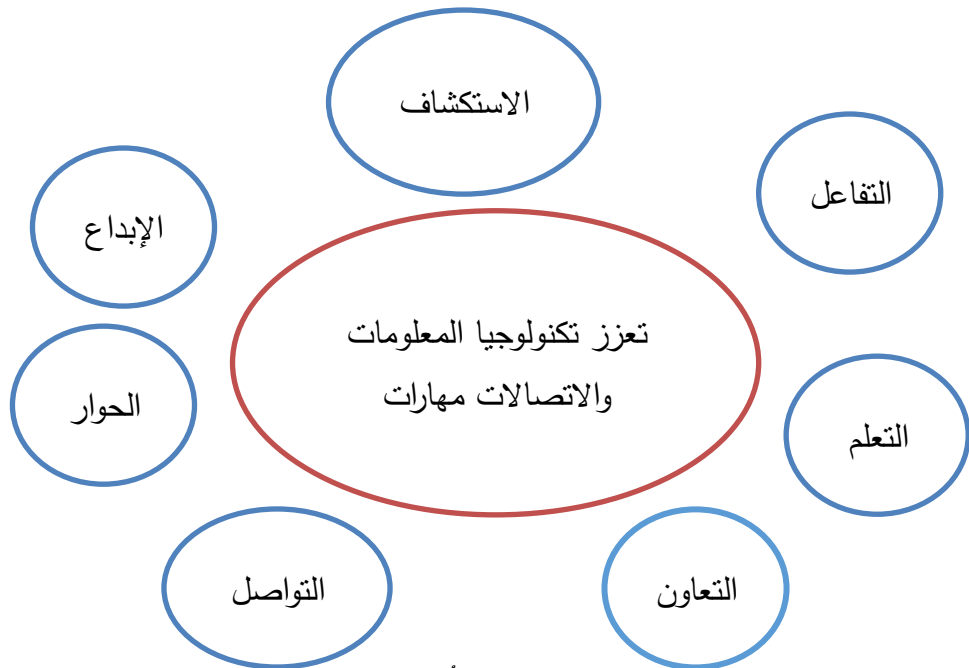 الاستكشاف
التفاعل
الإبداع
تعزز تكنولوجيا المعلومات
والاتصالات مهارات
الحوار
التعلم
التواصل
التعاون